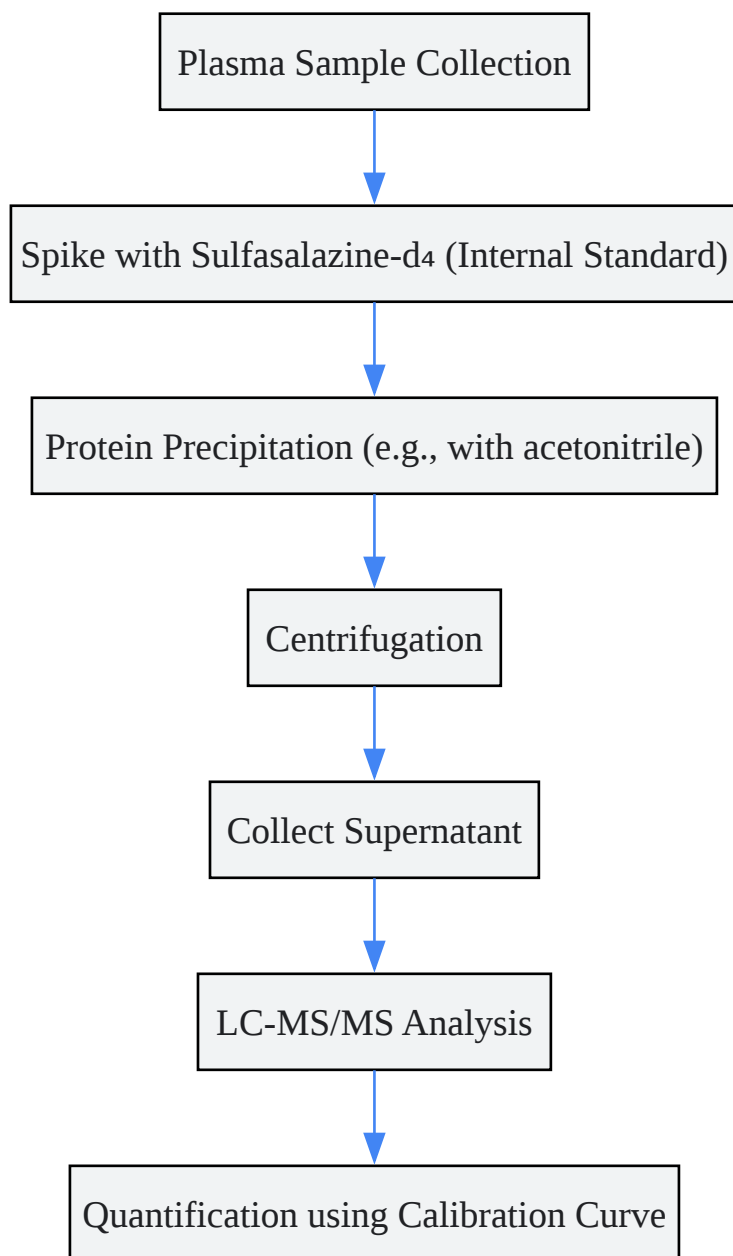 Plasma Sample Collection
Spike with Sulfasalazine-d₄ (Internal Standard)
Protein Precipitation (e.g., with acetonitrile)
Centrifugation
Collect Supernatant
LC-MS/MS Analysis
Quantification using Calibration Curve